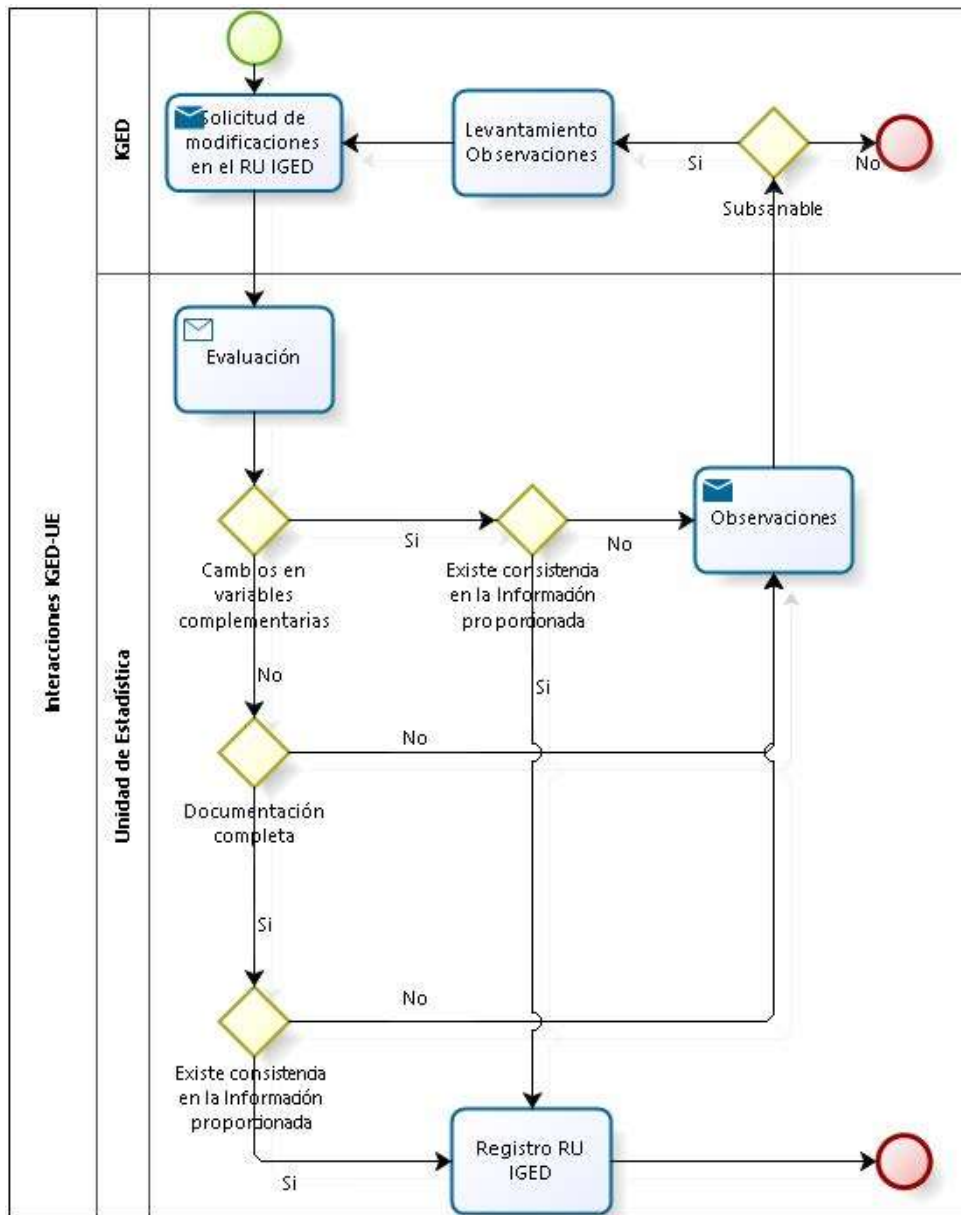 Interacciones IGED-UE
IGED
Solicitud de
modificaciones
en el RU IGED
Levantamiento
Observaciones
Si
No
Subsanable
Unidad de Estadística
Evaluación
Si
No
Observaciones
Cambios en
variables
complementarias
Existe consistencia
en la Información
proporcionada
No
Si
No
Documentación
completa
Si
No
Existe consistencia
en la Información
proporcionada
Si
Registro RU
IGED